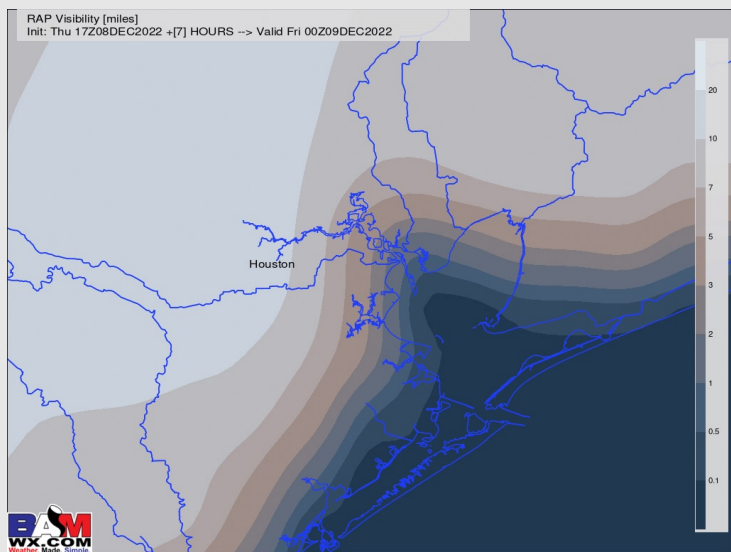 RAP Visibility [miles]
Init: Thu 17Z08DEC2022 +[7] HOURS --> Valid Fri 00Z09DEC2022
20
10
7
5
Houston
3
2
1
0.5
0.1
BAM
WX.COM
Weather. Made. Simple.